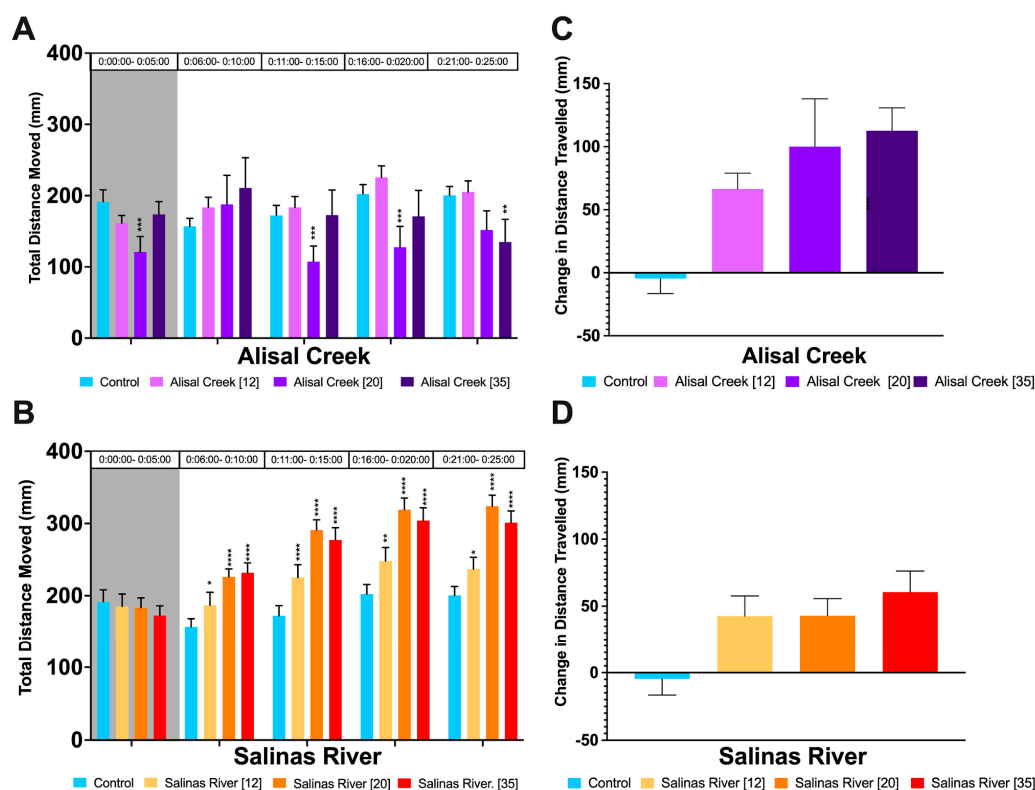 A
Total Distance Moved (mm)
400
300
200
100
0
0:00:00- 0:05:00 0:06:00- 0:10:00 0:11:00- 0:15:00 0:16:00- 0:020:00 0:21:00- 0:25:00
*** *** *** **
Alisal Creek
Control Alisal Creek [12] Alisal Creek [20] Alisal Creek [35]
C
Change in Distance Travelled (mm)
150
100
50
0
-50
Alisal Creek
Control Alisal Creek [12] Alisal Creek [20] Alisal Creek [35]
B
Total Distance Moved (mm)
400
300
200
100
0
0:00:00- 0:05:00 0:06:00- 0:10:00 0:11:00- 0:15:00 0:16:00- 0:020:00 0:21:00- 0:25:00
* **** **** **** **** **** ** **** **** * **** ****
Salinas River
Control Salinas River [12] Salinas River [20] Salinas River. [35]
D
Change in Distance Travelled (mm)
150
100
50
0
-50
Salinas River
Control Salinas River [12] Salinas River [20] Salinas River [35]